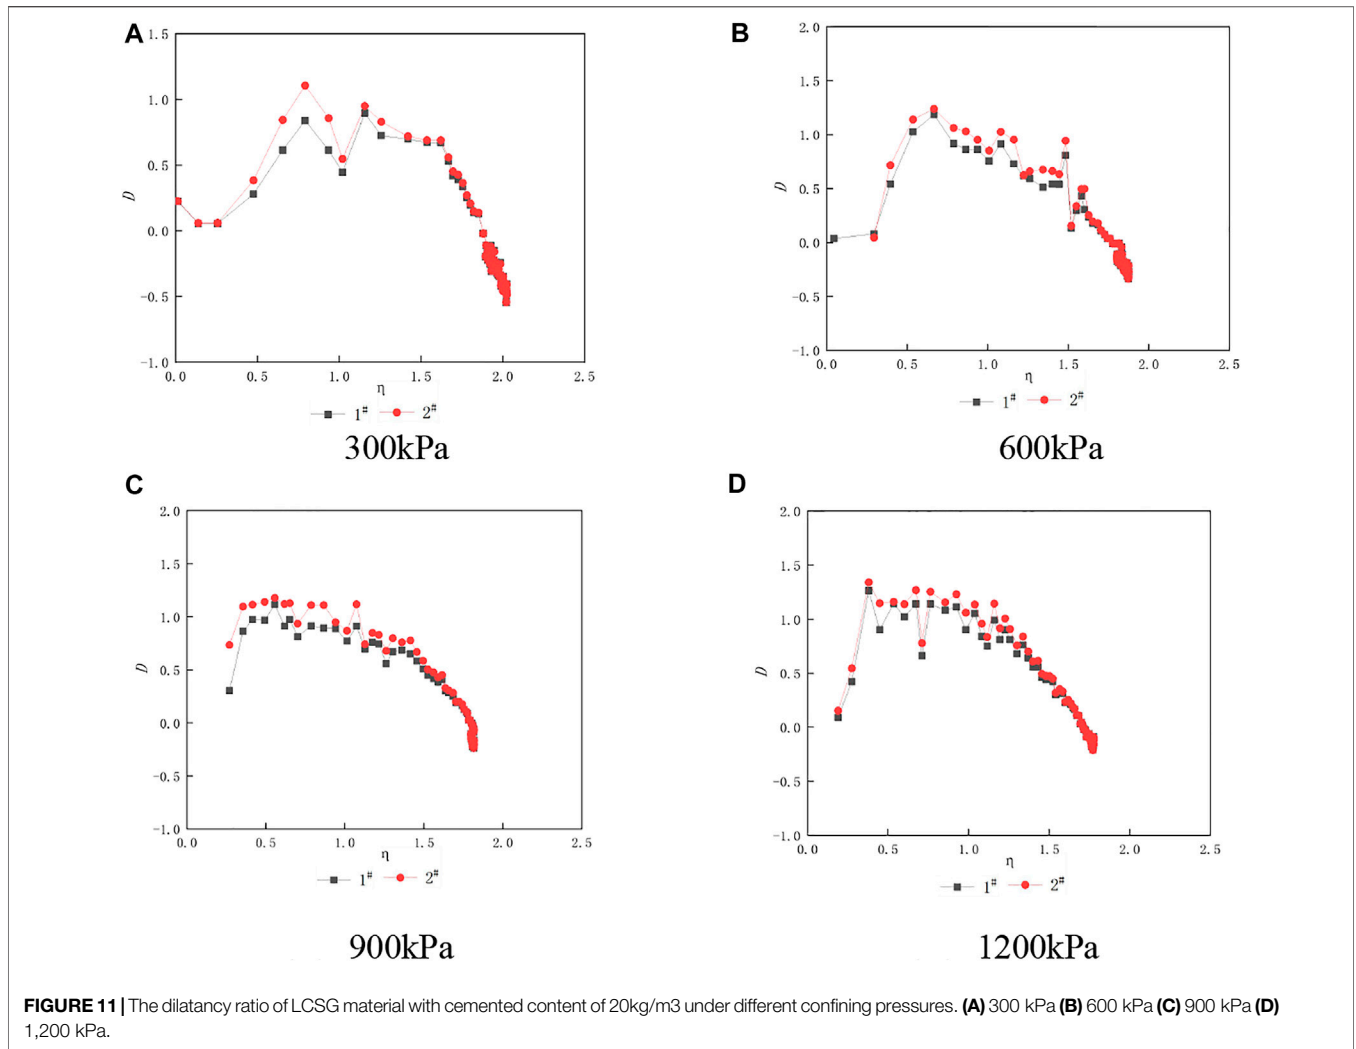 A
1.5
1.0
0.5
0.0
-0.5
-1.0
D
0.0 0.5 1.0 1.5 2.0 2.5
η
1# 2#
300kPa
B
2.0
1.5
1.0
0.5
0.0
-0.5
-1.0
D
0.0 0.5 1.0 1.5 2.0 2.5
η
1# 2#
600kPa
C
2.0
1.5
1.0
0.5
0.0
-0.5
-1.0
D
0.0 0.5 1.0 1.5 2.0 2.5
η
1# 2#
900kPa
D
2.0
1.5
1.0
0.5
0.0
-0.5
-1.0
D
0.0 0.5 1.0 1.5 2.0 2.5
η
1# 2#
1200kPa
FIGURE 11 | The dilatancy ratio of LCSG material with cemented content of 20kg/m3 under different confining pressures. (A) 300 kPa (B) 600 kPa (C) 900 kPa (D)
1,200 kPa.